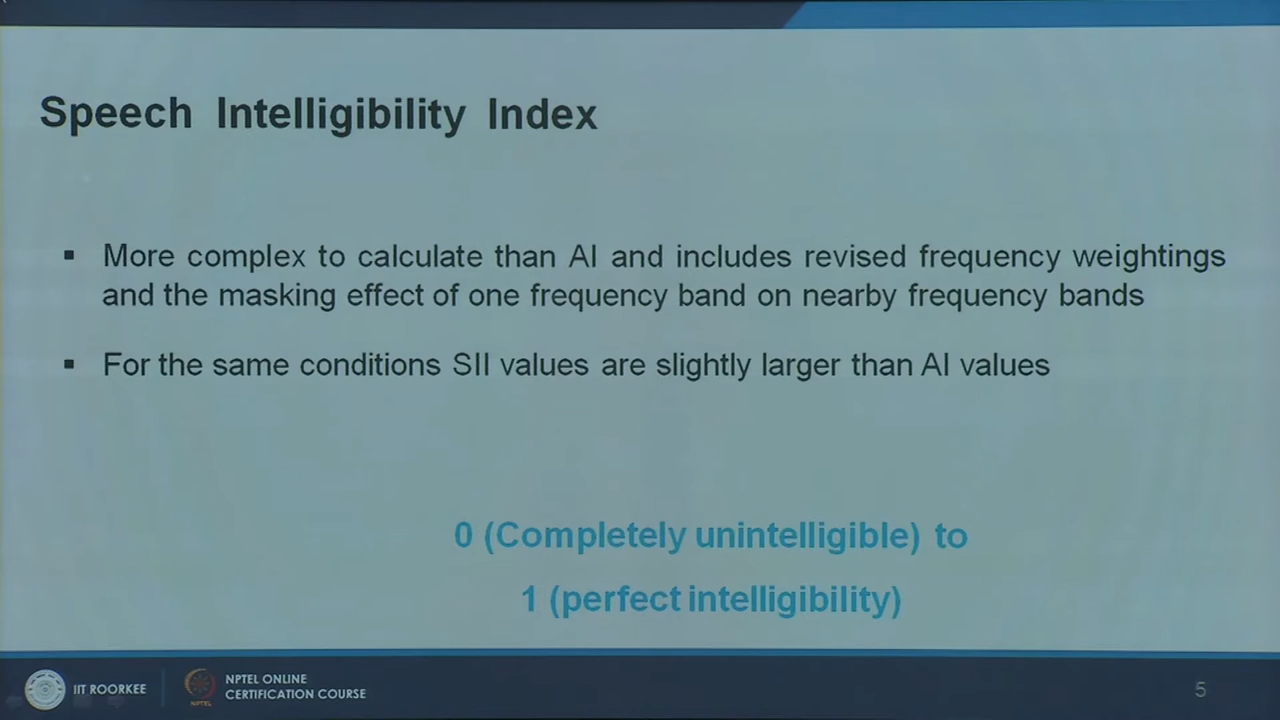 Speech Intelligibility Index
▪ More complex to calculate than AI and includes revised frequency weightings
and the masking effect of one frequency band on nearby frequency bands
▪ For the same conditions SII values are slightly larger than AI values
0 (Completely unintelligible) to
1 (perfect intelligibility)
IIT ROORKEE
NPTEL
NPTEL ONLINE
CERTIFICATION COURSE
5